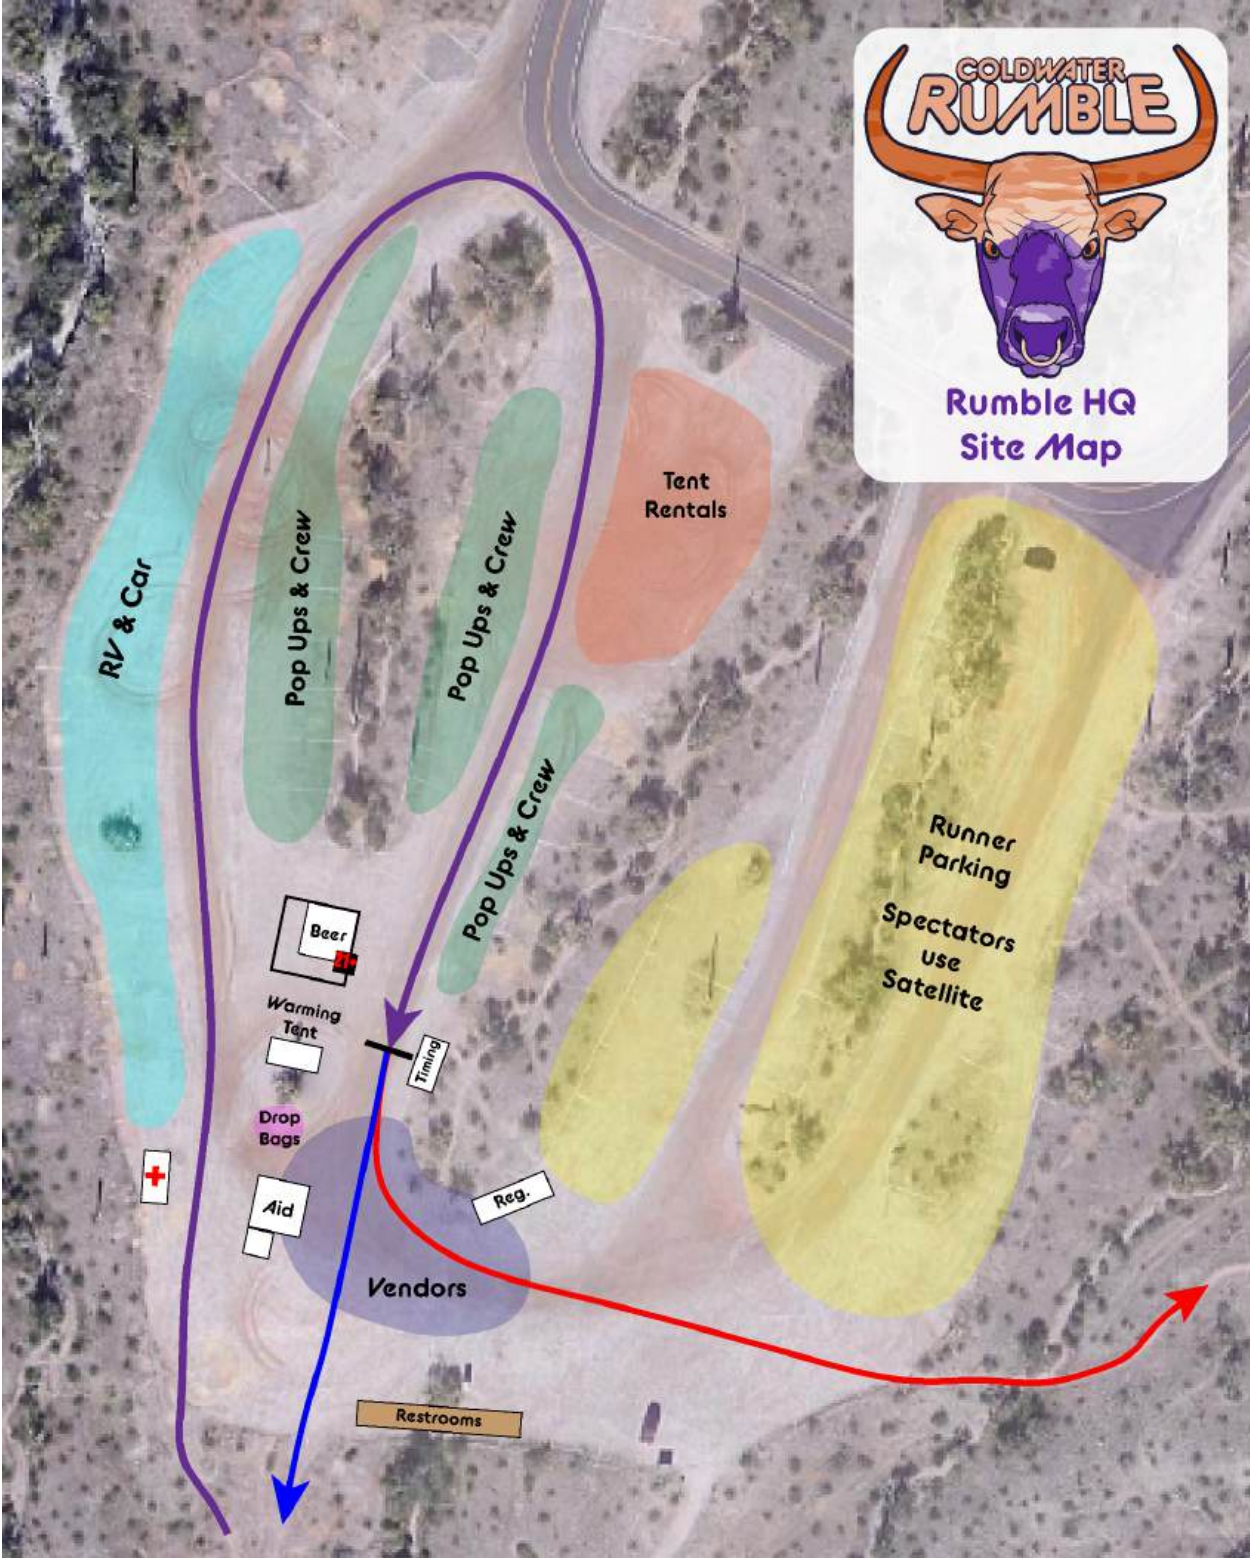 COLDWATER
RUMBLE
Rumble HQ
Site Map
Tent
Rentals
RV & Car
Pop Ups & Crew
Pop Ups & Crew
Pop Ups & Crew
Runner
Parking
Spectators
use
Satellite
Beer
21+
Warming
Tent
Timing
Drop
Bags
Aid
Reg.
Vendors
Restrooms